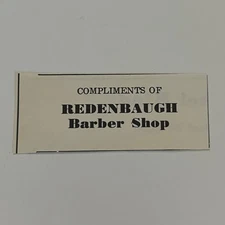 COMPLIMENTS OF
REDENBAUGH
Barber Shop